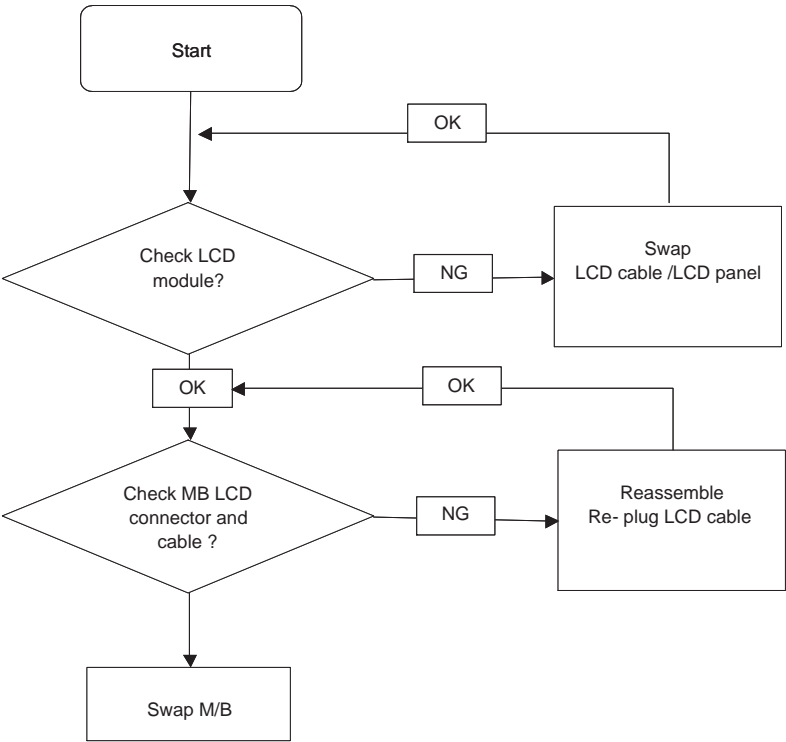 Start
OK
Check LCD
module?
NG
Swap
LCD cable /LCD panel
OK
OK
Check MB LCD
connector and
cable ?
NG
Reassemble
Re- plug LCD cable
Swap M/B